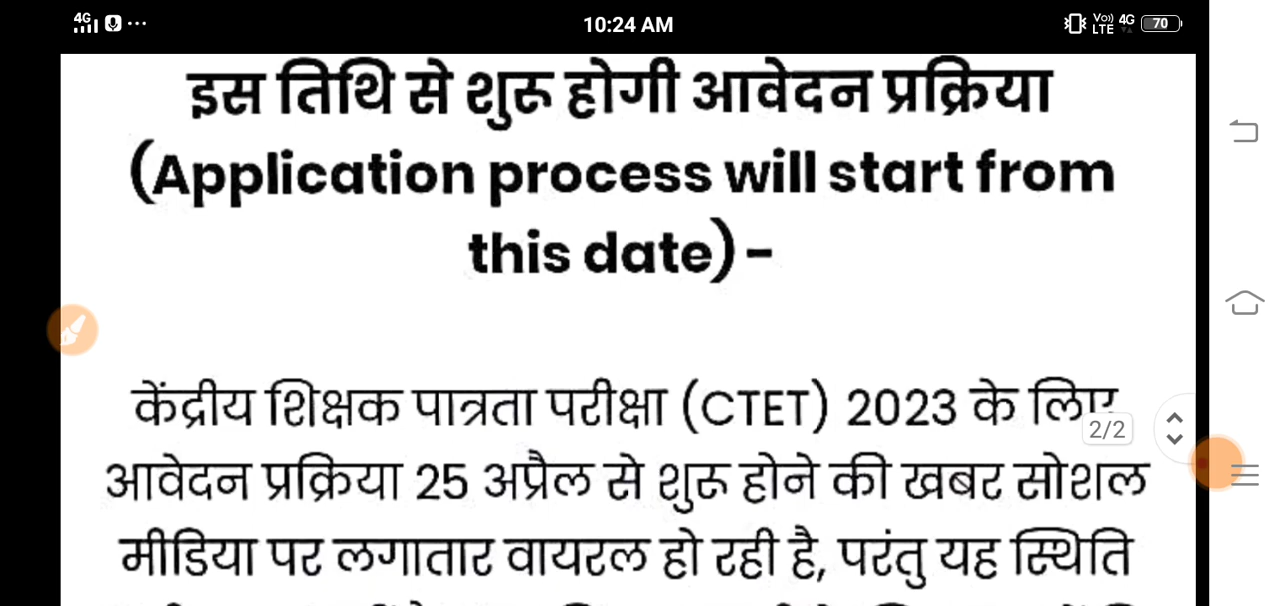 4G
10:24 AM
Vo) 4G
LTE
70
इस तिथि से शुरू होगी आवेदन प्रक्रिया
(Application process will start from
this date) -
केंद्रीय शिक्षक पात्रता परीक्षा (CTET) 2023 के लिए
2/2
आवेदन प्रक्रिया 25 अप्रैल से शुरू होने की खबर सोशल
मीडिया पर लगातार वायरल हो रही है, परंतु यह स्थिति